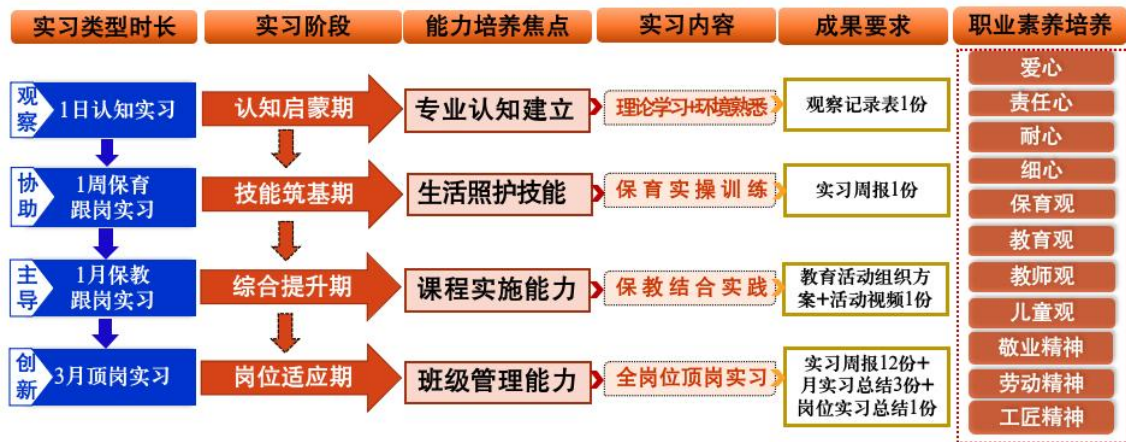 实习类型时长
实习阶段
能力培养焦点
实习内容
成果要求
职业素养培养
观察
1日认知实习
认知启蒙期
专业认知建立
理论学习+环境熟悉
观察记录表1份
协助
1周保育
跟岗实习
技能筑基期
生活照护技能
保育实操训练
实习周报1份
主导
1月保教
跟岗实习
综合提升期
课程实施能力
保教结合实践
教育活动组织方
案+活动视频1份
创新
3月顶岗实习
岗位适应期
班级管理能力
全岗位顶岗实习
实习周报12份+
月实习总结3份+
岗位实习总结1份
爱心
责任心
耐心
细心
保育观
教育观
教师观
儿童观
敬业精神
劳动精神
工匠精神